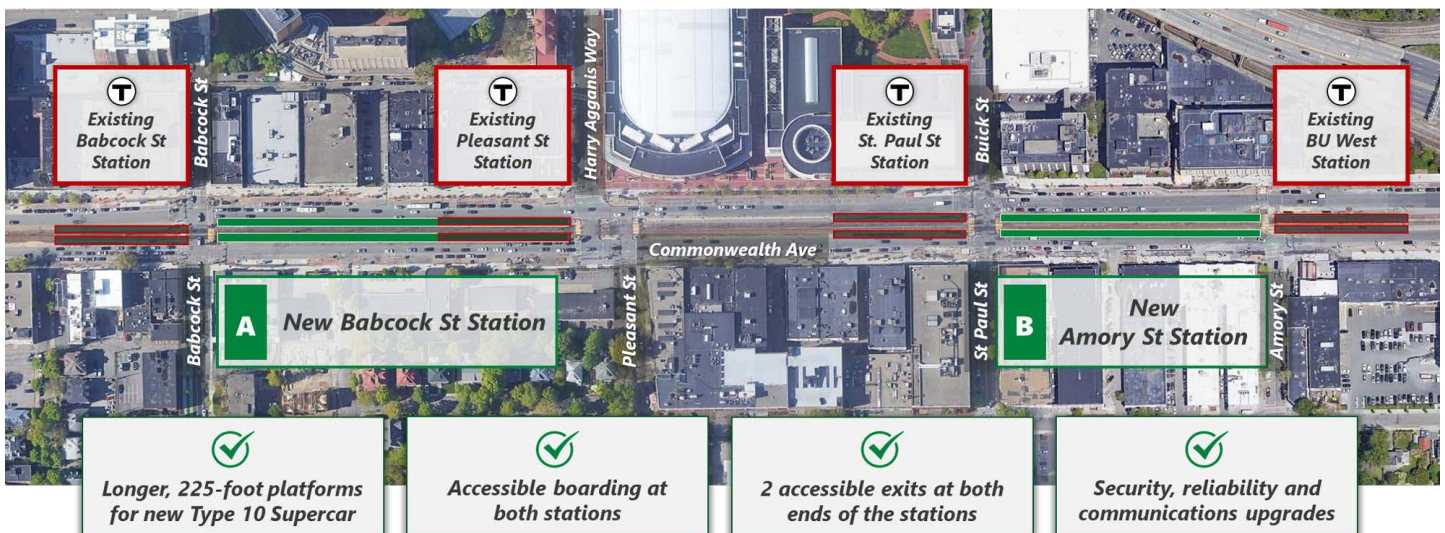 T
Existing
Babcock St
Station
Babcock St
T
Existing
Pleasant St
Station
Harry Agganis Way
T
Existing
St. Paul St
Station
Buick St
T
Existing
BU West
Station
Commonwealth Ave
Babcock St
A
New Babcock St Station
Pleasant St
St Paul St
B
New
Amory St Station
Amory St
Longer, 225-foot platforms
for new Type 10 Supercar
Accessible boarding at
both stations
2 accessible exits at both
ends of the stations
Security, reliability and
communications upgrades